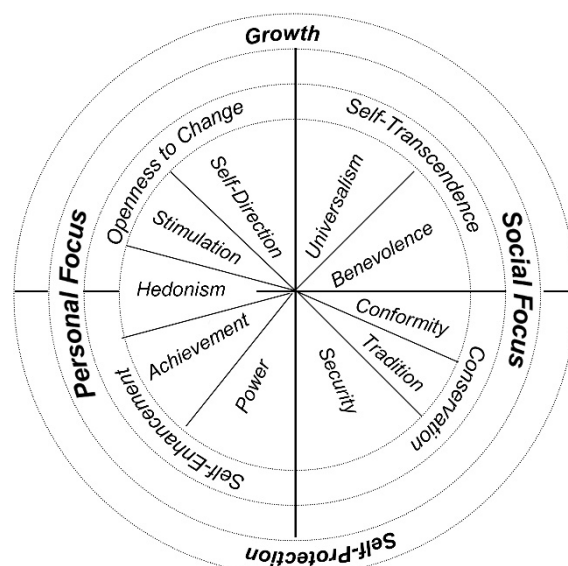 Growth
Openness to Change
Self-Transcendence
Self-Direction
Universalism
Stimulation
Benevolence
Personal Focus
Social Focus
Hedonism
Conformity
Achievement
Tradition
Power
Security
Self-Enhancement
Conservation
Self-Protection